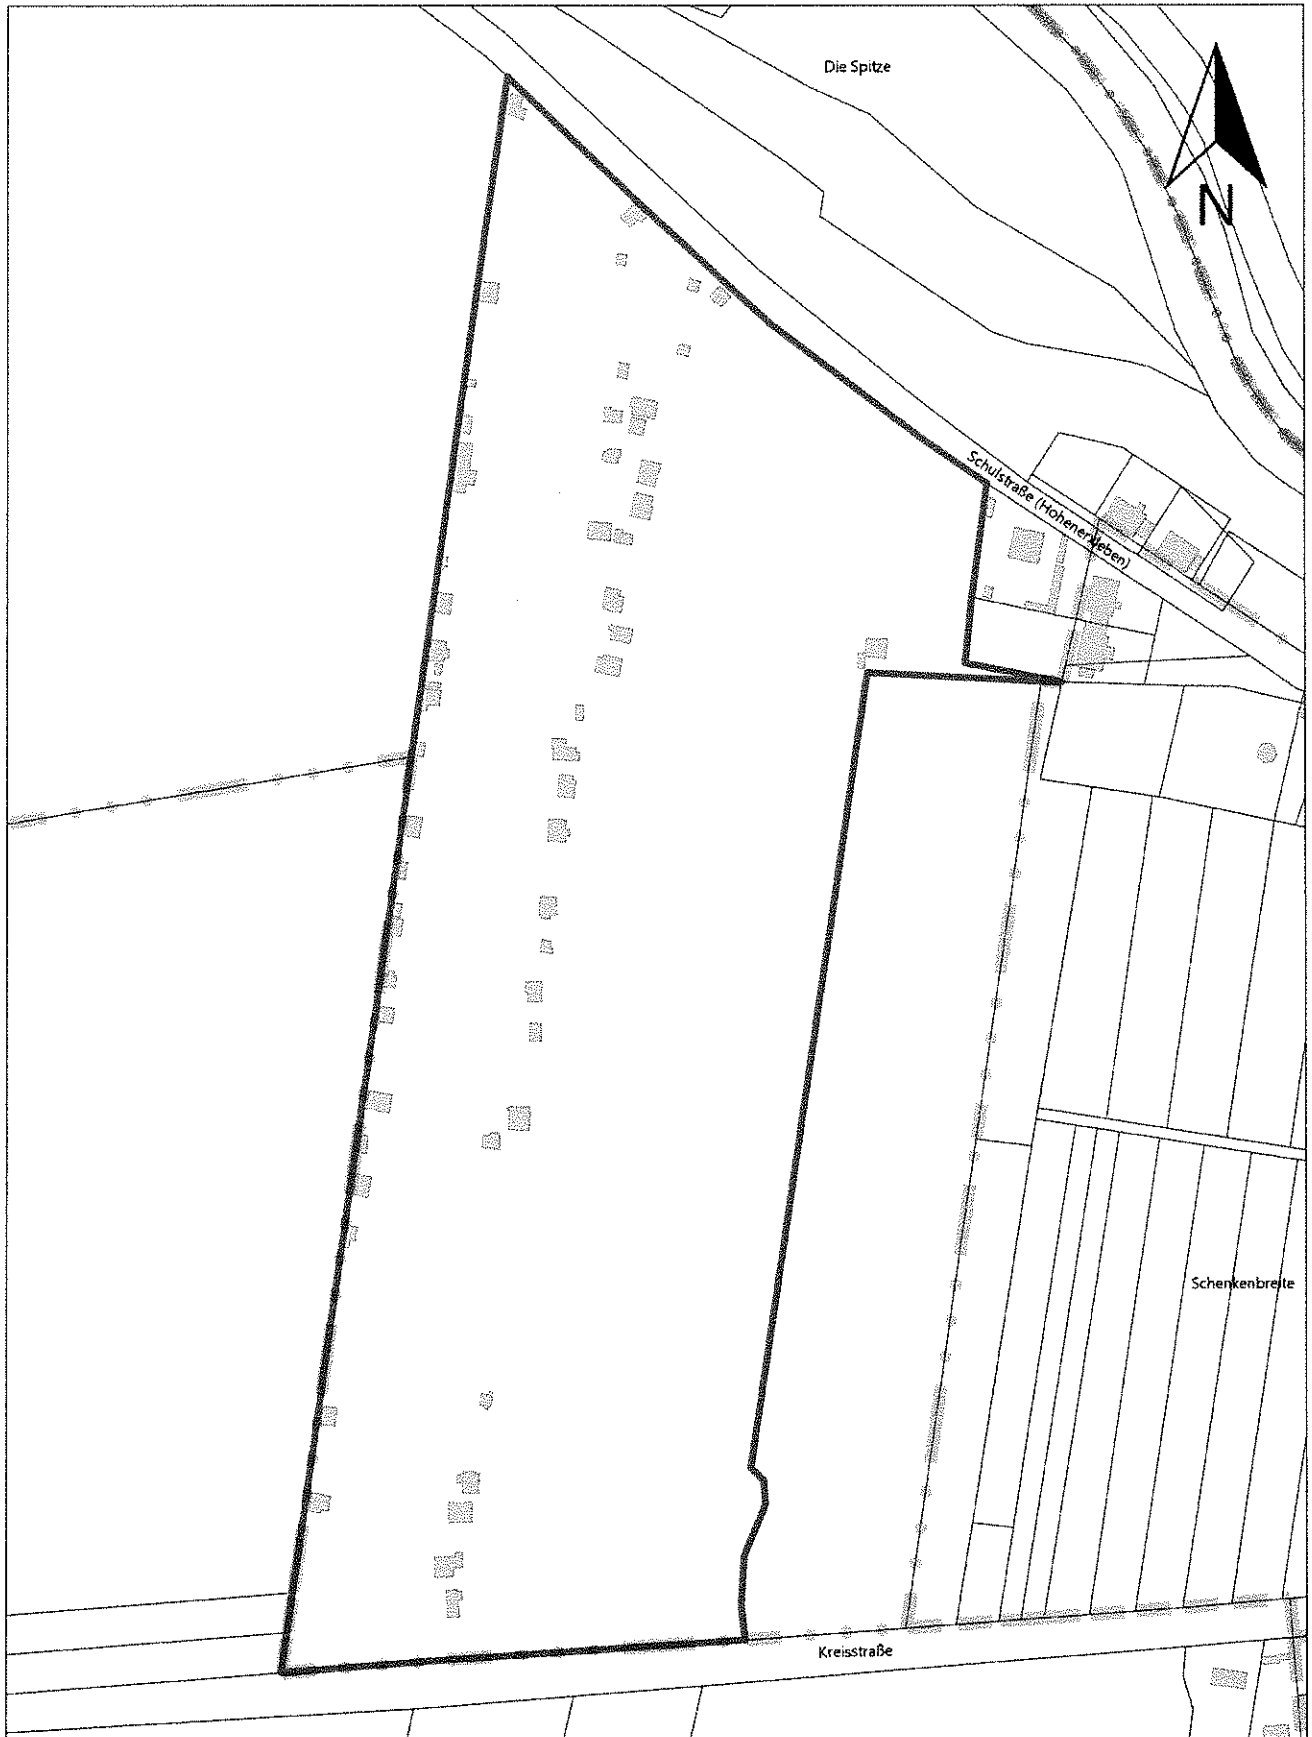 Die Spitze
N
Schulstraße (Hohenerxleben)
Schenkenbreite
Kreisstraße